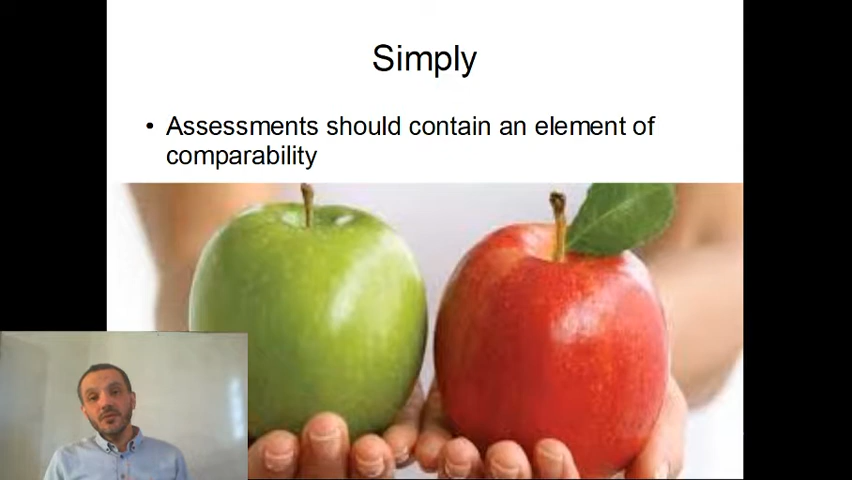 Simply
• Assessments should contain an element of
comparability